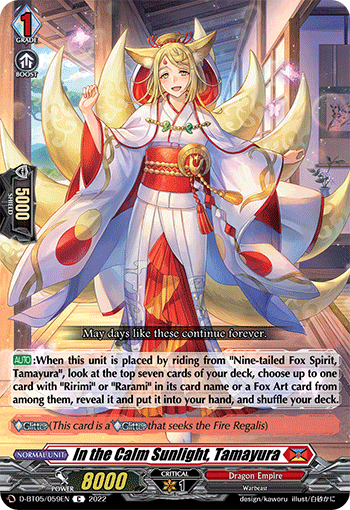 1
GRADE
BOOST
5000
SHIELD
May days like these continue forever.
AUTO:When this unit is placed by riding from "Nine-tailed Fox Spirit,
Tamayura", look at the top seven cards of your deck, choose up to one
card with "Ririmi" or "Rarami" in its card name or a Fox Art card from
among them, reveal it and put it into your hand, and shuffle your deck.
(This card is a that seeks the Fire Regalis)
NORMAL UNIT In the Calm Sunlight, Tamayura
POWER 8000 CRITICAL 1 Dragon Empire
Warbeast
D-BT05/059EN C 2022 design/kaworu illust/白砂かに